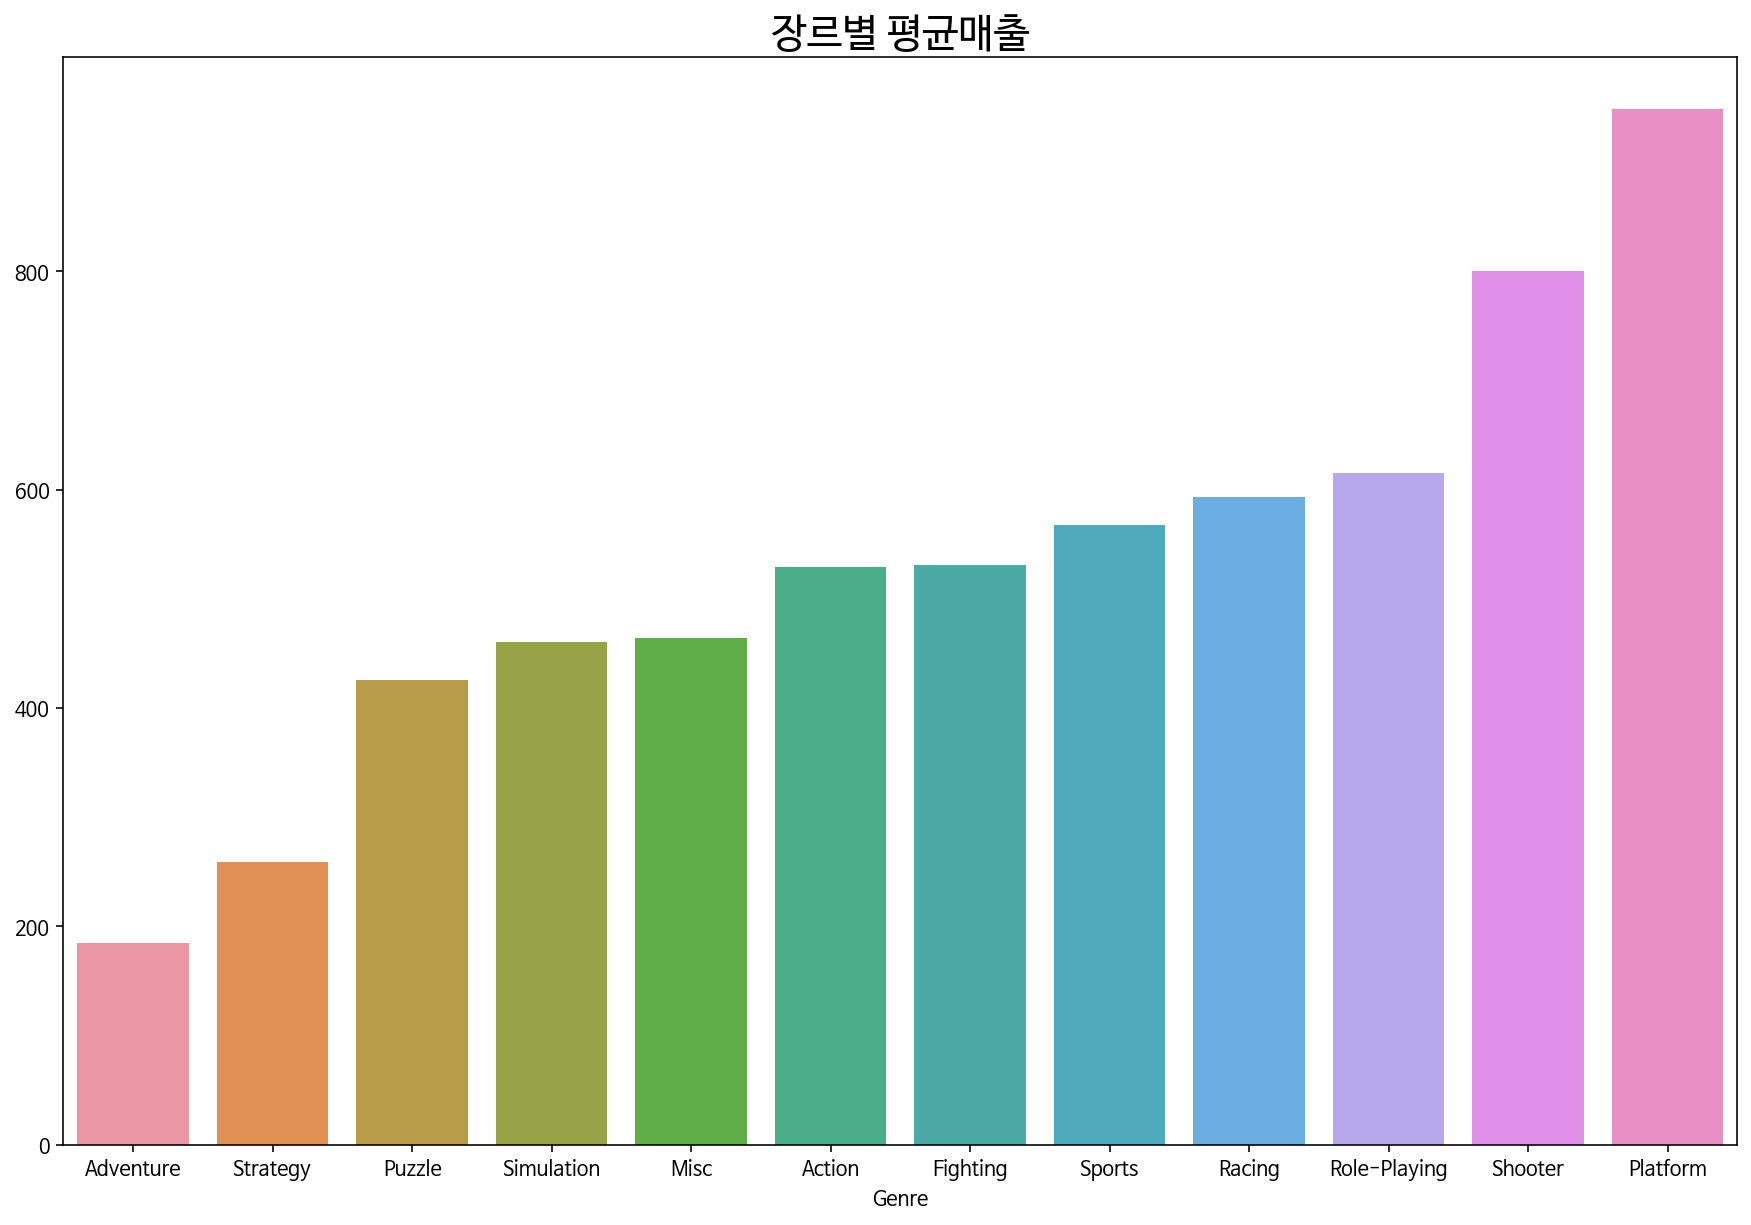 장르별 평균매출
800
600
400
200
0
Adventure Strategy Puzzle Simulation Misc Action Fighting Sports Racing Role-Playing Shooter Platform
Genre